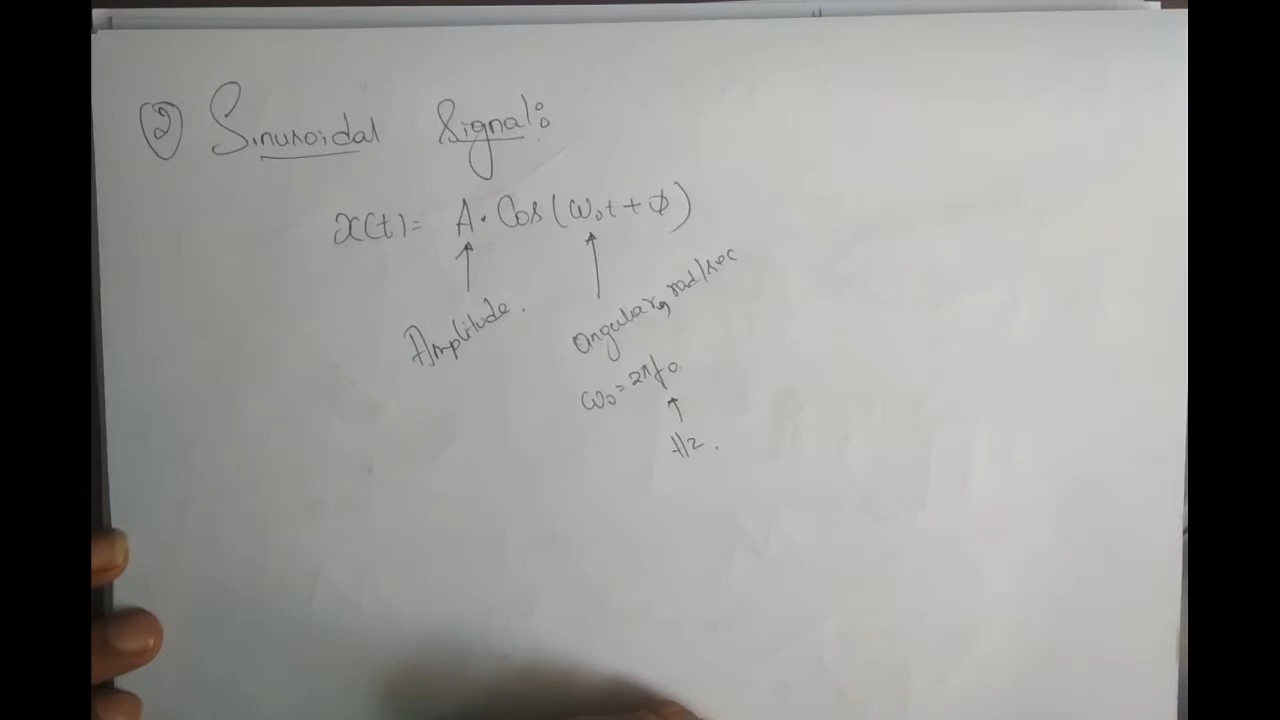 ② Sinusoidal Signal:
x(t) = A. Cos(ω₀t + φ)
Amplitude.
angular, rad/sec
ω₀ = 2πf₀.
Hz.